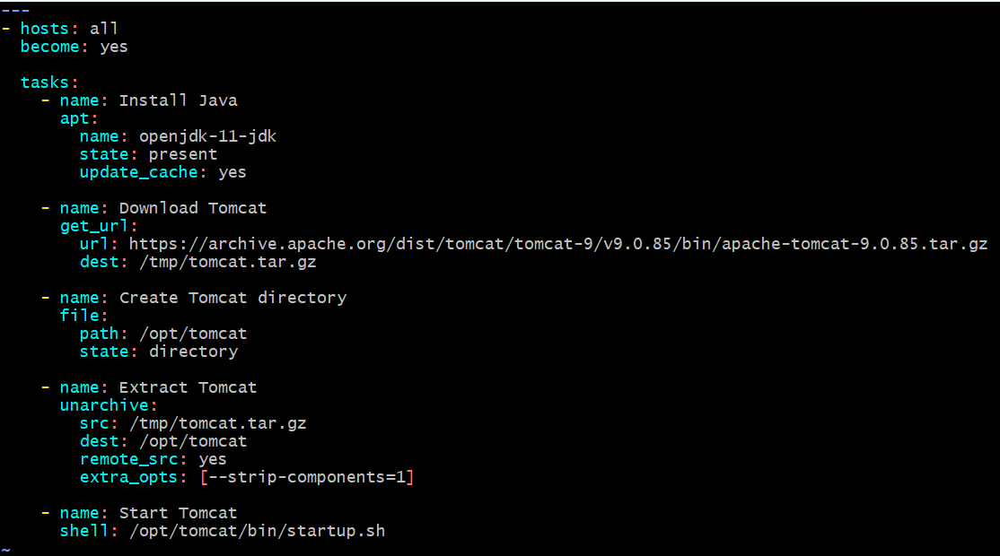 ---
- hosts: all
  become: yes

  tasks:
    - name: Install Java
      apt:
        name: openjdk-11-jdk
        state: present
        update_cache: yes

    - name: Download Tomcat
      get_url:
        url: https://archive.apache.org/dist/tomcat/tomcat-9/v9.0.85/bin/apache-tomcat-9.0.85.tar.gz
        dest: /tmp/tomcat.tar.gz

    - name: Create Tomcat directory
      file:
        path: /opt/tomcat
        state: directory

    - name: Extract Tomcat
      unarchive:
        src: /tmp/tomcat.tar.gz
        dest: /opt/tomcat
        remote_src: yes
        extra_opts: [--strip-components=1]

    - name: Start Tomcat
      shell: /opt/tomcat/bin/startup.sh
~